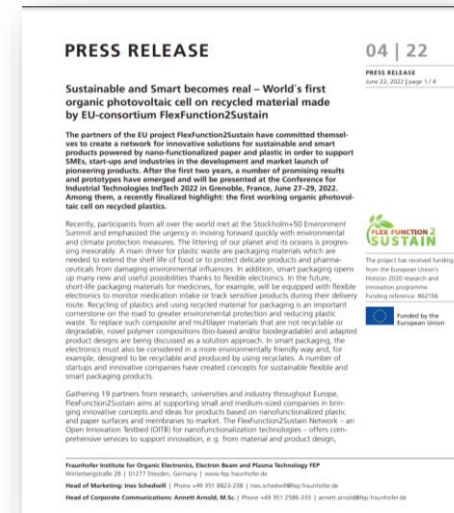 PRESS RELEASE
04 | 22
PRESS RELEASE
June 22, 2022 | page 1 / 4
Sustainable and Smart becomes real – World´s first
organic photovoltaic cell on recycled material made
by EU-consortium FlexFunction2Sustain
The partners of the EU project FlexFunction2Sustain have committed themsel-
ves to create a network for innovative solutions for sustainable and smart
products powered by nano-functionalized paper and plastic in order to support
SMEs, start-ups and industries in the development and market launch of
pioneering products. After the first two years, a number of promising results
and prototypes have emerged and will be presented at the Conference for
Industrial Technologies IndTech 2022 in Grenoble, France, June 27–29, 2022.
Among them, a recently finalized highlight: the first working organic photovol-
taic cell on recycled plastics.
Recently, participants from all over the world met at the Stockholm+50 Environment
Summit and emphasized the urgency in moving forward quickly with environmental
and climate protection measures. The littering of our planet and its oceans is progres-
sing inexorably. A main driver for plastic waste are packaging materials which are
needed to extend the shelf life of food or to protect delicate products and pharma-
ceuticals from damaging environmental influences. In addition, smart packaging opens
up many new and useful possibilities thanks to flexible electronics. In the future,
short-life packaging materials for medicines, for example, will be equipped with flexible
electronics to monitor medication intake or track sensitive products during their delivery
route. Recycling of plastics and using recycled material for packaging is an important
cornerstone on the road to greater environmental protection and reducing plastic
waste. To replace such composite and multilayer materials that are not recyclable or
degradable, novel polymer compositions (bio-based and/or biodegradable) and adapted
product designs are being discussed as a solution approach. In smart packaging, the
electronics must also be considered in a more environmentally friendly way and, for
example, designed to be recyclable and produced by using recyclates. A number of
startups and innovative companies have created concepts for sustainable flexible and
smart packaging products.
FLEX FUNCTION 2
SUSTAIN
The project has received funding
from the European Union's
Horizon 2020 research and
innovation programme
Funding reference: 862156
Funded by the
European Union
Gathering 19 partners from research, universities and industry throughout Europe,
FlexFunction2Sustain aims at supporting small and medium-sized companies in brin-
ging innovative concepts and ideas for products based on nanofunctionalized plastic
and paper surfaces and membranes to market. The FlexFunction2Sustain Network – an
Open Innovation Testbed (OITB) for nanofunctionalization technologies – offers com-
prehensive services to support innovation, e. g. from material and product design,
Fraunhofer Institute for Organic Electronics, Electron Beam and Plasma Technology FEP
Winterbergstraße 28 | 01277 Dresden, Germany | www.fep.fraunhofer.de
Head of Marketing: Ines Schedwill | Phone +49 351 8823-238 | ines.schedwill@fep.fraunhofer.de
Head of Corporate Communications: Annett Arnold, M.Sc. | Phone +49 351 2586-333 | annett.arnold@fep.fraunhofer.de